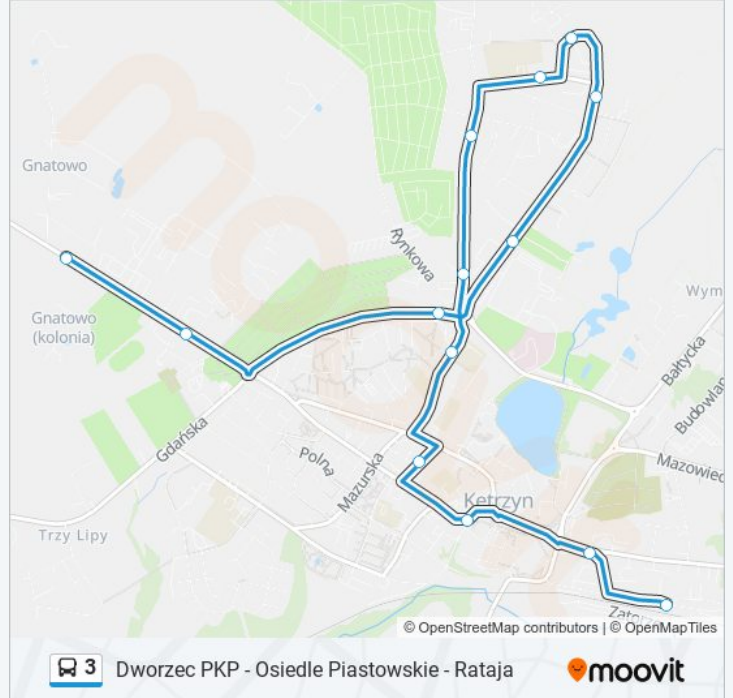 Gnatowo
Rynkowa
Gnatowo
(kolonia)
Wym
Bałtycka
Budowlan
Gdańska
Polna
Mazurska
Mazowiec
Kętrzyn
Trzy Lipy
© OpenStreetMap contributors | © OpenMapTiles
3 Dworzec PKP - Osiedle Piastowskie - Rataja
moovit